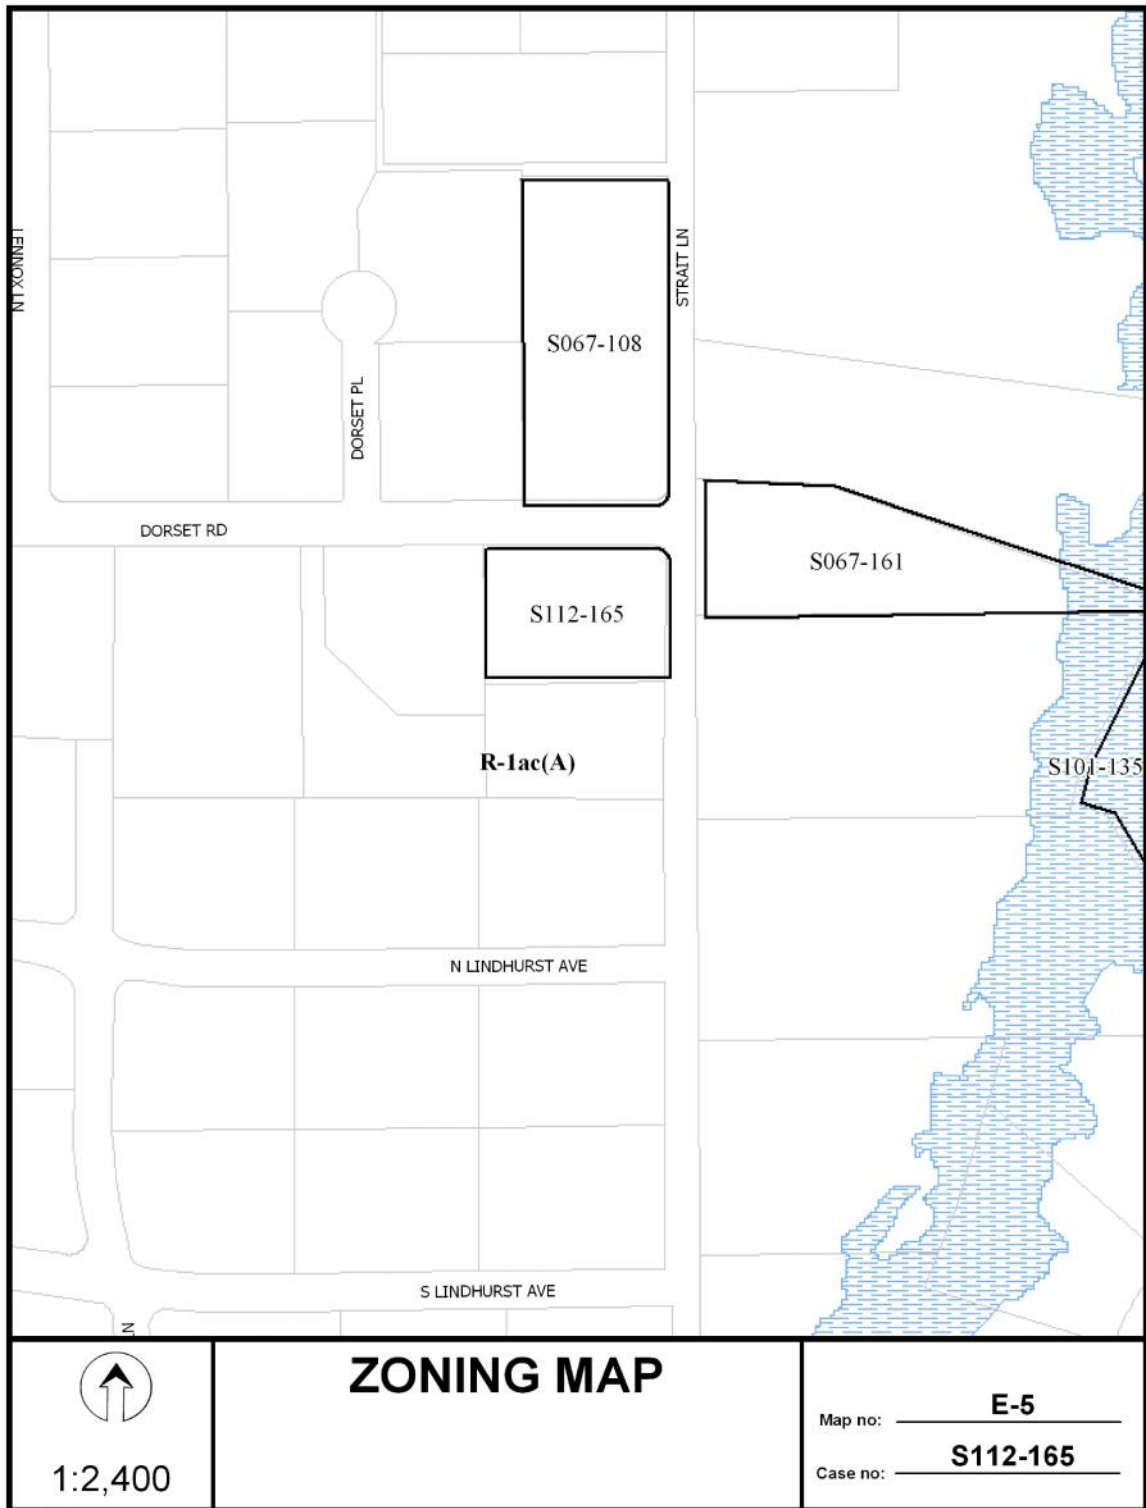 LENNOX LN
STRAIT LN
S067-108
DORSET PL
DORSET RD
S067-161
S112-165
R-1ac(A)
S101-135
N LINDHURST AVE
S LINDHURST AVE
N
1:2,400
ZONING MAP
Map no: E-5
Case no: S112-165